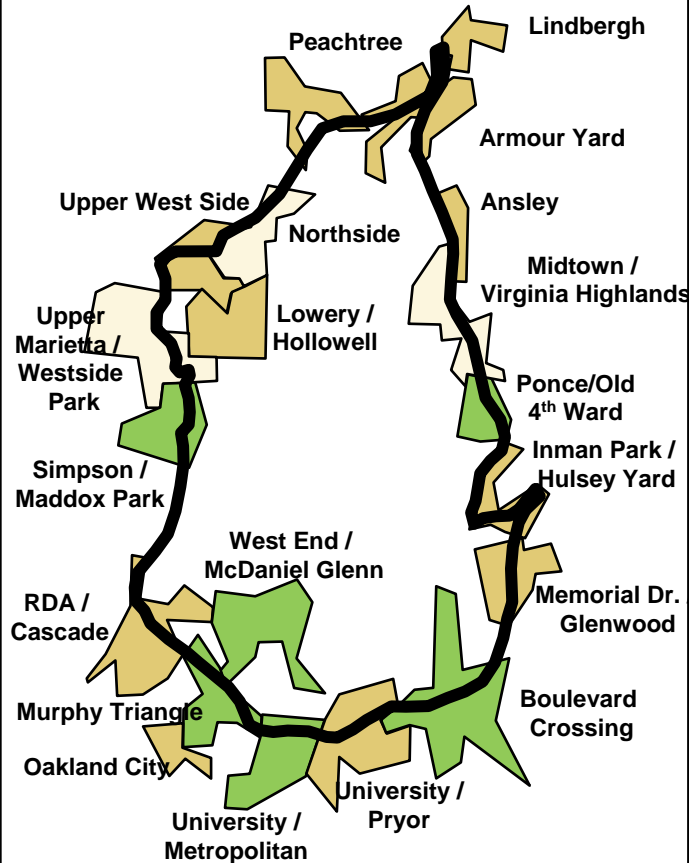 Lindbergh
Peachtree
Armour Yard
Upper West Side
Ansley
Northside
Midtown /
Virginia Highlands
Upper
Marietta /
Westside
Park
Lowery /
Hollowell
Ponce/Old
4th Ward
Inman Park /
Hulsey Yard
Simpson /
Maddox Park
West End /
McDaniel Glenn
RDA /
Cascade
Memorial Dr.
Glenwood
Murphy Triangle
Boulevard
Crossing
Oakland City
University /
Pryor
University /
Metropolitan